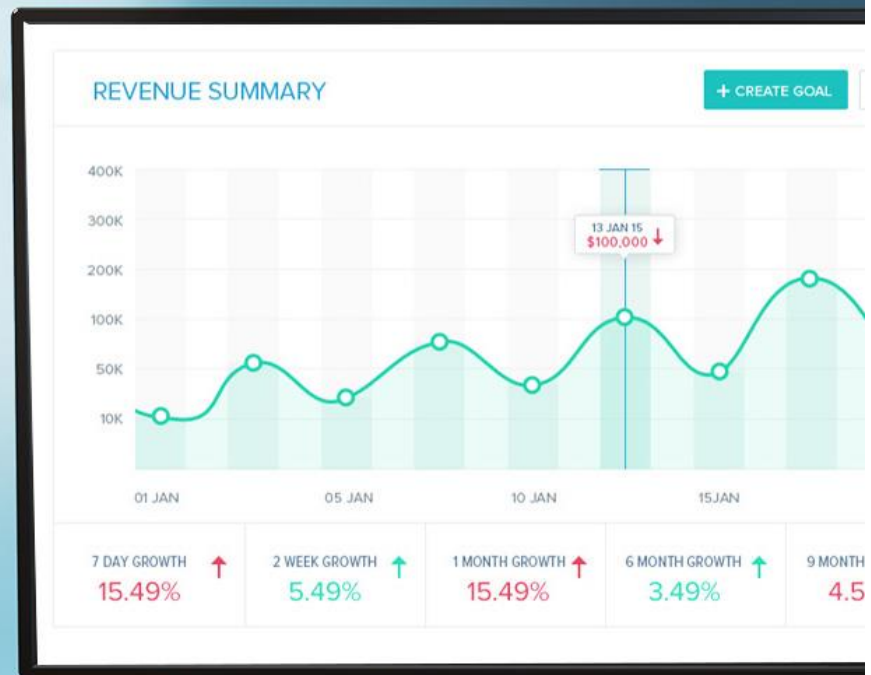 REVENUE SUMMARY
+ CREATE GOAL
400K
300K
200K
100K
50K
10K
13 JAN 15
$100,000
01 JAN
05 JAN
10 JAN
15JAN
7 DAY GROWTH
15.49%
2 WEEK GROWTH
5.49%
1 MONTH GROWTH
15.49%
6 MONTH GROWTH
3.49%
9 MONTH
4.5